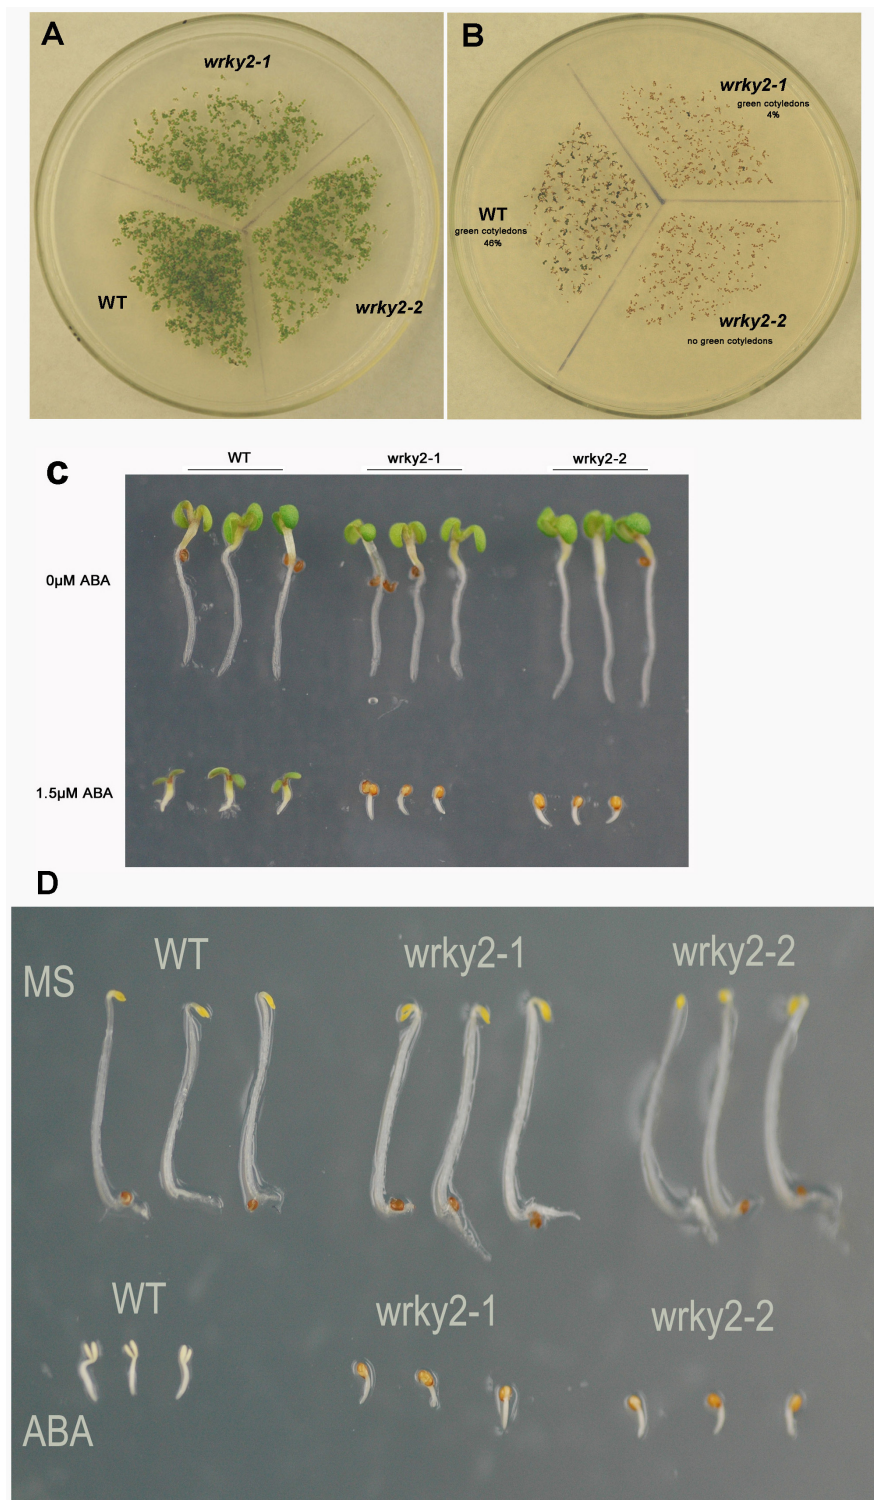 A
wrky2-1
WT
wrky2-2
B
wrky2-1
green cotyledons
4%
WT
green cotyledons
46%
wrky2-2
no green cotyledons
c
WT
wrky2-1
wrky2-2
0µM ABA
1.5µM ABA
D
MS
WT
wrky2-1
wrky2-2
WT
wrky2-1
wrky2-2
ABA